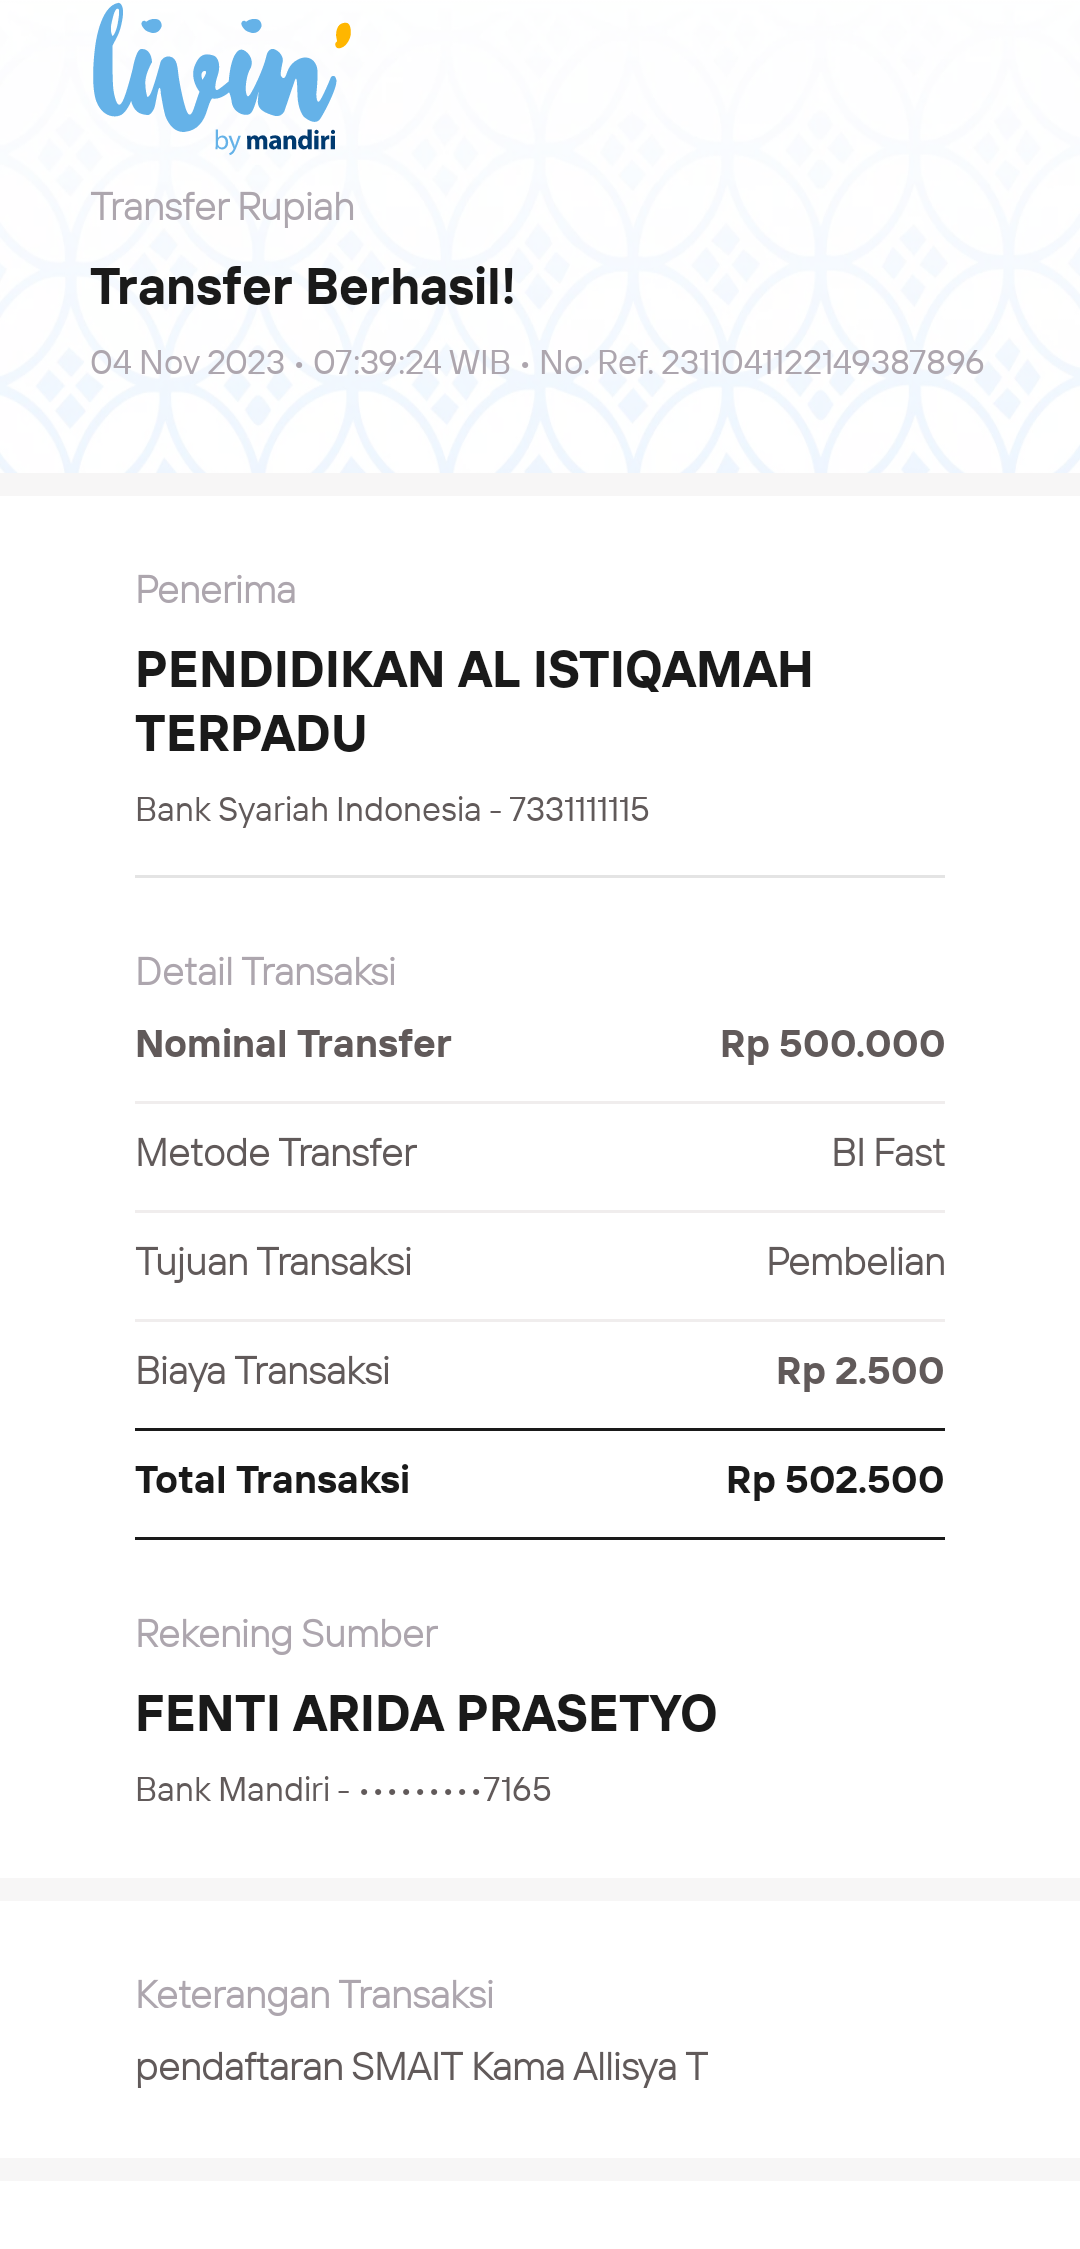 livin'
by mandiri
Transfer Rupiah
Transfer Berhasil!
04 Nov 2023 • 07:39:24 WIB • No. Ref. 2311041122149387896
Penerima
PENDIDIKAN AL ISTIQAMAH
TERPADU
Bank Syariah Indonesia - 7331111115
Detail Transaksi
Nominal Transfer Rp 500.000
Metode Transfer BI Fast
Tujuan Transaksi Pembelian
Biaya Transaksi Rp 2.500
Total Transaksi Rp 502.500
Rekening Sumber
FENTI ARIDA PRASETYO
Bank Mandiri - •••••••••7165
Keterangan Transaksi
pendaftaran SMAIT Kama Allisya T